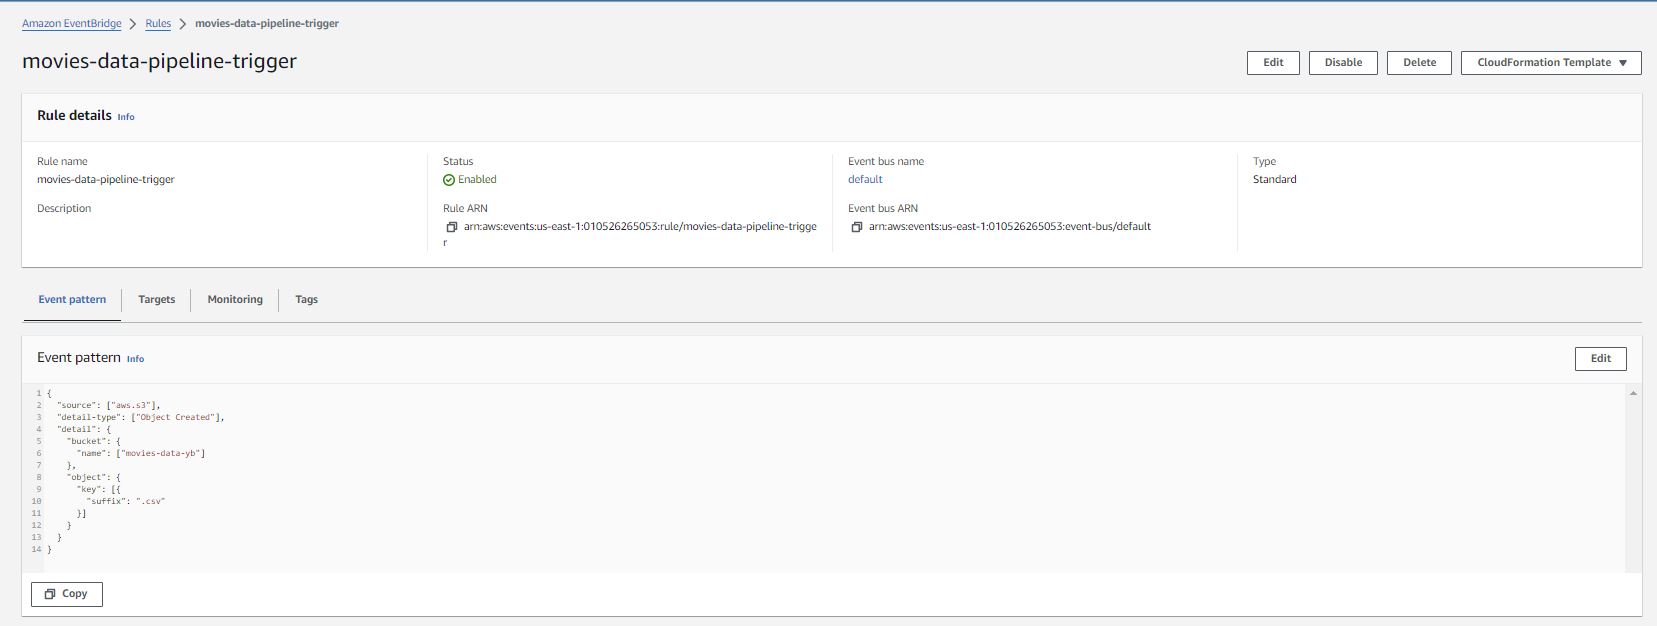 Amazon EventBridge > Rules > movies-data-pipeline-trigger
movies-data-pipeline-trigger
Edit
Disable
Delete
CloudFormation Template
Rule details Info
Rule name
movies-data-pipeline-trigger
Description
Status
Enabled
Rule ARN
arn:aws:events:us-east-1:010526265053:rule/movies-data-pipeline-trigge
r
Event bus name
default
Event bus ARN
arn:aws:events:us-east-1:010526265053:event-bus/default
Type
Standard
Event pattern
Targets
Monitoring
Tags
Event pattern Info
Edit
1 {
2 "source": ["aws.s3"],
3 "detail-type": ["Object Created"],
4 "detail": {
5 "bucket": {
6 "name": ["movies-data-yb"]
7 },
8 "object": {
9 "key": [{
10 "suffix": ".csv"
11 }]
12 }
13 }
14 }
Copy